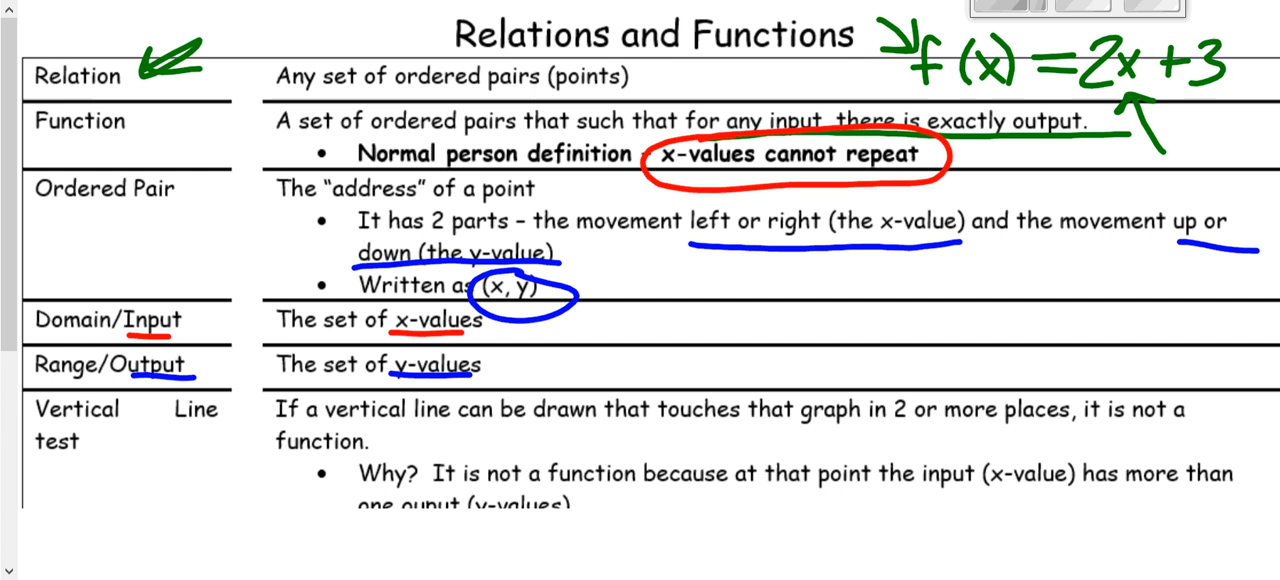 Relations and Functions
f(x) = 2x + 3
Relation Any set of ordered pairs (points)
Function A set of ordered pairs that such that for any input, there is exactly output.
• Normal person definition x-values cannot repeat
Ordered Pair The “address” of a point
• It has 2 parts – the movement left or right (the x-value) and the movement up or
down (the y-value)
• Written as (x, y)
Domain/Input The set of x-values
Range/Output The set of y-values
Vertical Line If a vertical line can be drawn that touches that graph in 2 or more places, it is not a
test function.
• Why? It is not a function because at that point the input (x-value) has more than
one ouput (y-values)